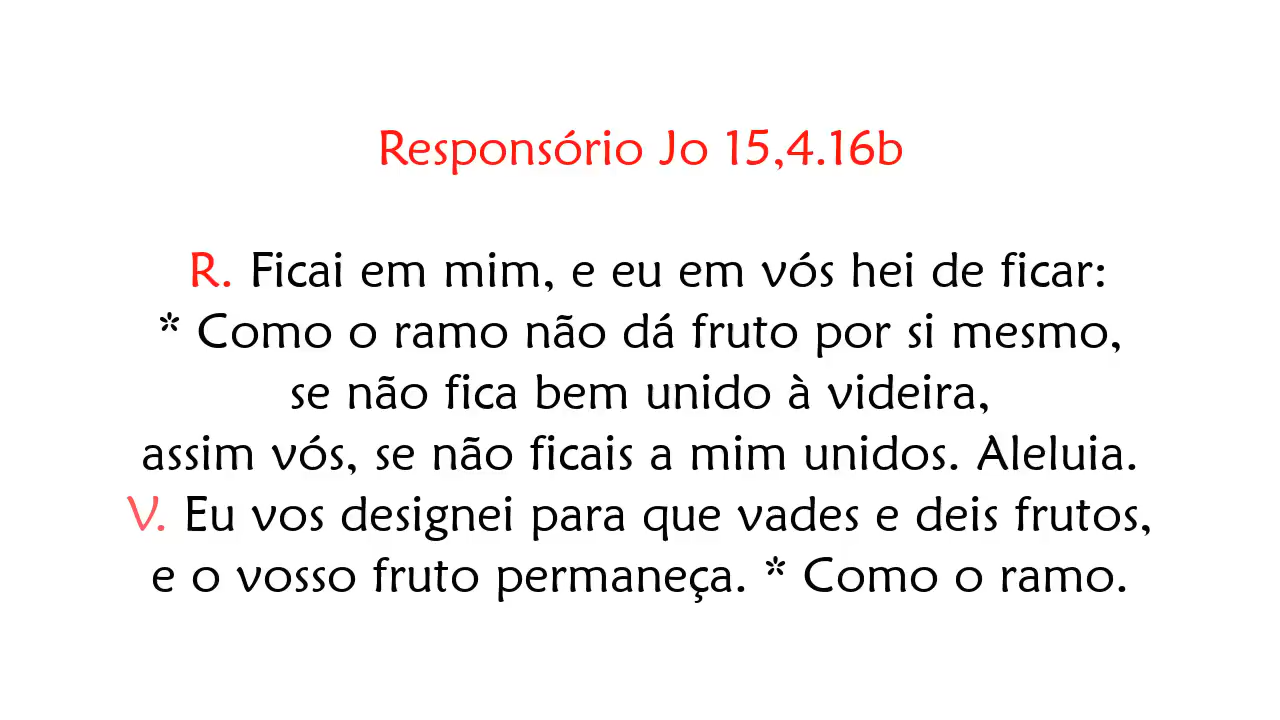 Responsório Jo 15,4.16b
R. Ficai em mim, e eu em vós hei de ficar:
* Como o ramo não dá fruto por si mesmo,
se não fica bem unido à videira,
assim vós, se não ficais a mim unidos. Aleluia.
V. Eu vos designei para que vades e deis frutos,
e o vosso fruto permaneça. * Como o ramo.